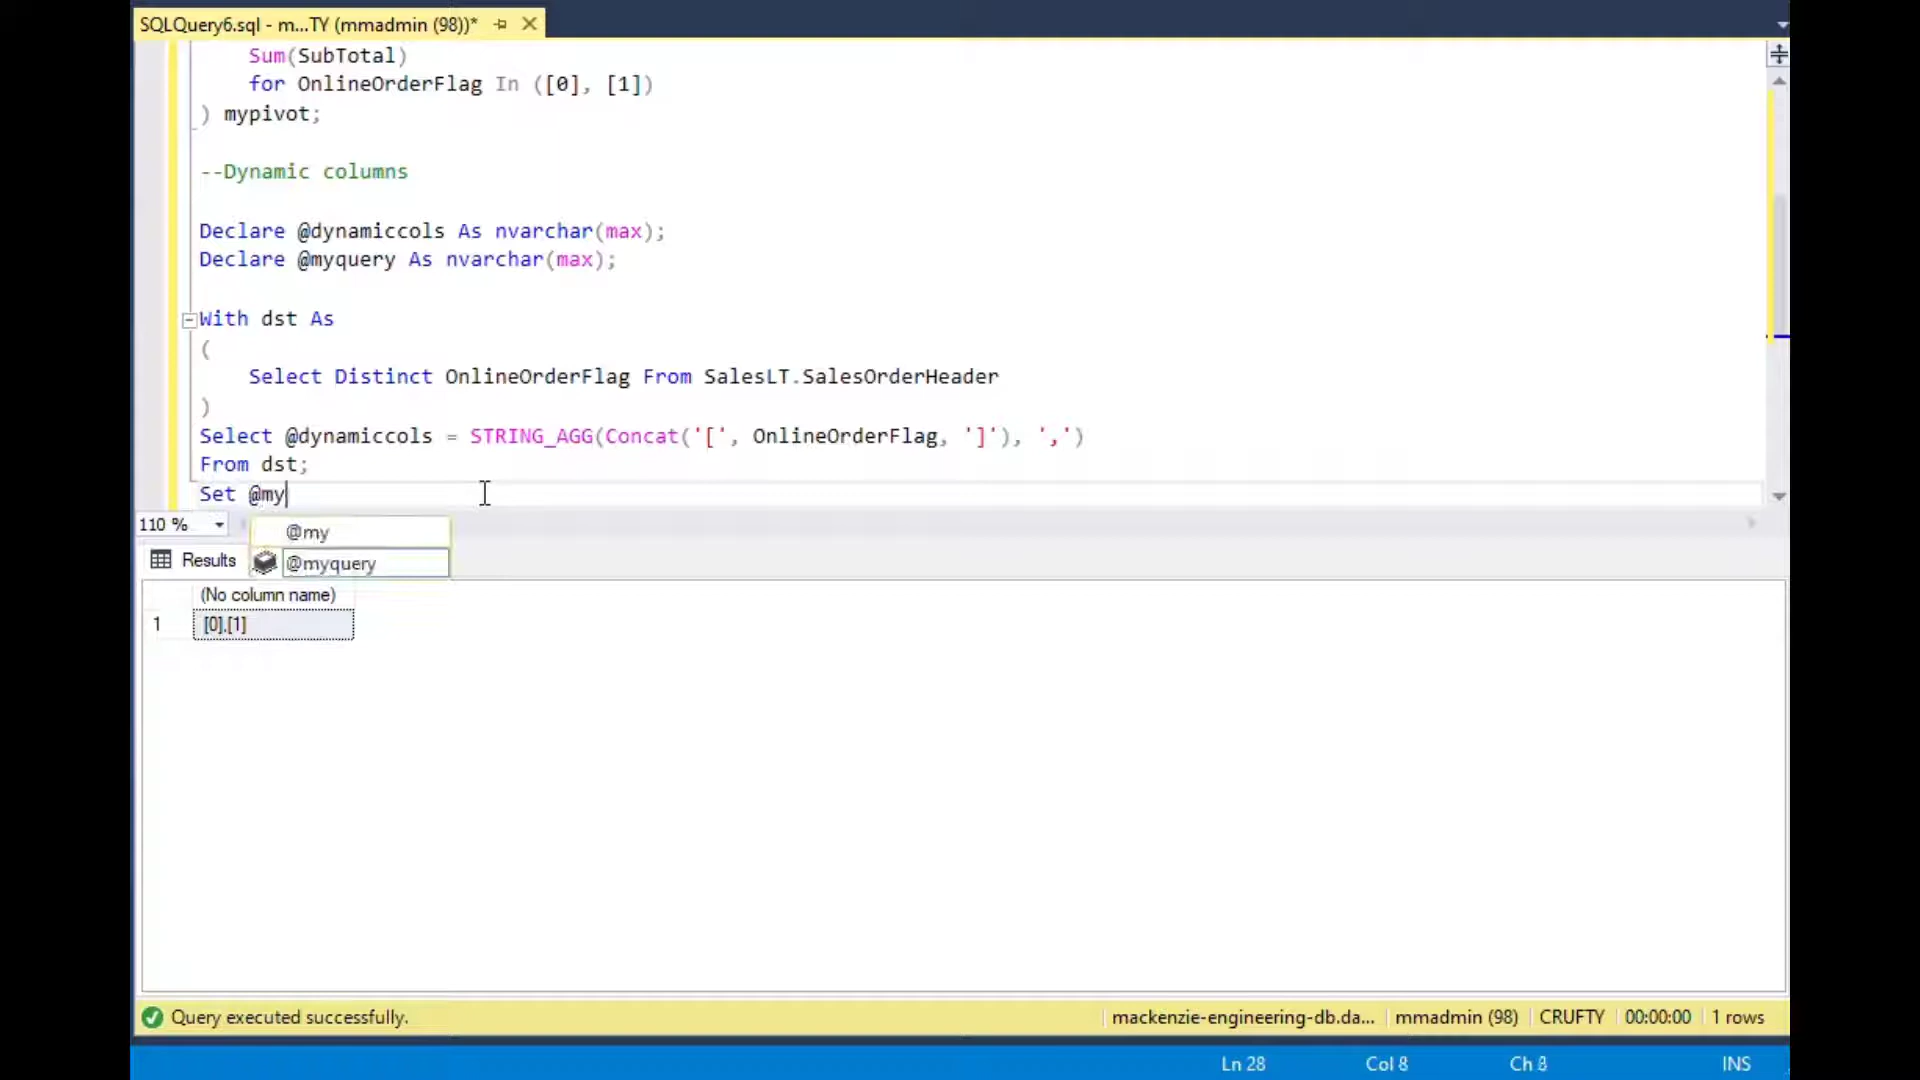 SQLQuery6.sql - m...TY (mmadmin (98))*
Sum(SubTotal)
for OnlineOrderFlag In ([0], [1])
) mypivot;
--Dynamic columns
Declare @dynamiccols As nvarchar(max);
Declare @myquery As nvarchar(max);
With dst As
(
Select Distinct OnlineOrderFlag From SalesLT.SalesOrderHeader
)
Select @dynamiccols = STRING_AGG(Concat('[', OnlineOrderFlag, ']'), ',')
From dst;
Set @my
110 %
@my
@myquery
Results
(No column name)
1 [0],[1]
Query executed successfully. mackenzie-engineering-db.da... mmadmin (98) CRUFTY 00:00:00 1 rows
Ln 28 Col 8 Ch 8 INS